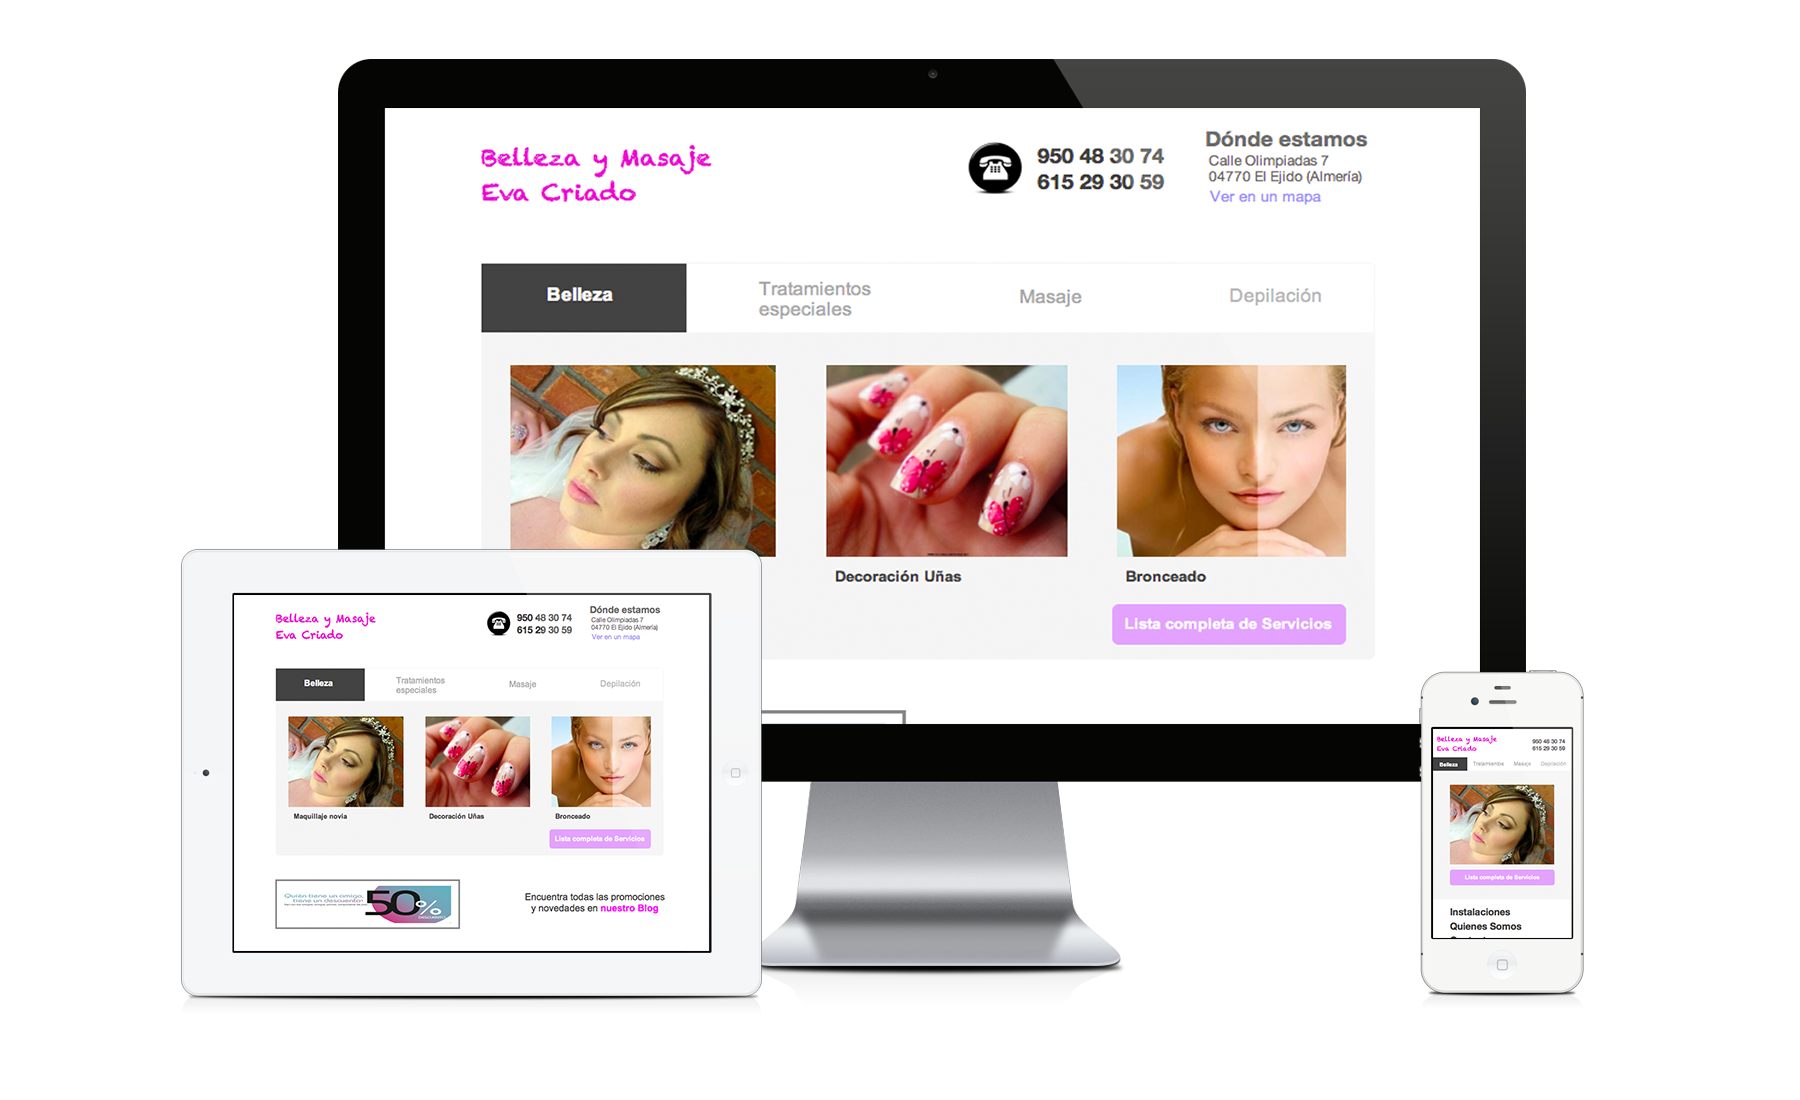 Belleza y Masaje
Eva Criado
950 48 30 74
615 29 30 59
Dónde estamos
Calle Olimpiadas 7
04770 El Ejido (Almería)
Ver en un mapa
Belleza
Tratamientos
especiales
Masaje
Depilación
Decoración Uñas
Bronceado
Lista completa de Servicios
Belleza y Masaje
Eva Criado
950 48 30 74
615 29 30 59
Dónde estamos
Calle Olimpiadas 7
04770 El Ejido (Almería)
Ver en un mapa
Belleza
Tratamientos
especiales
Masaje
Depilación
Maquillaje novia
Decoración Uñas
Bronceado
Lista completa de Servicios
Quién tiene un amigo,
tiene un descuento*
50%
DESCUENTO
Encuentra todas las promociones
y novedades en nuestro Blog
Belleza y Masaje
Eva Criado
950 48 30 74
615 29 30 59
Belleza
Tratamientos
Masaje
Depilación
Lista completa de Servicios
Instalaciones
Quienes Somos